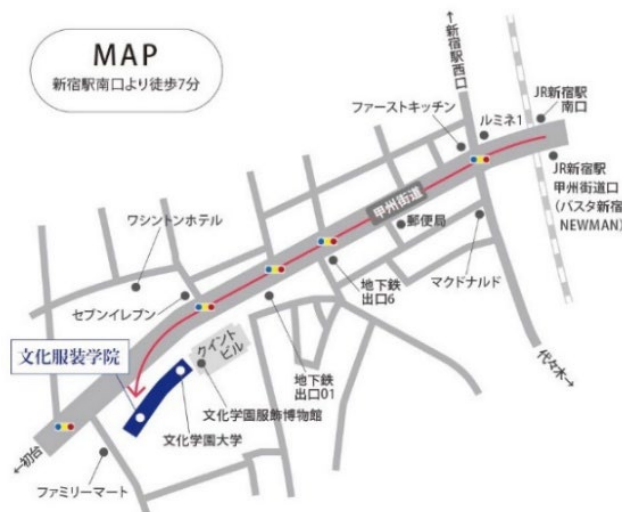 MAP
新宿駅南口より徒歩7分
←新宿駅西口
ファーストキッチン
ルミネ1
JR新宿駅
南口
JR新宿駅
甲州街道口
(バスタ新宿
NEWMAN)
甲州街道
郵便局
マクドナルド
ワシントンホテル
セブンイレブン
地下鉄
出口6
代々木→
クイント
ビル
文化服装学院
地下鉄
出口01
文化学園服飾博物館
文化学園大学
←初台
ファミリーマート